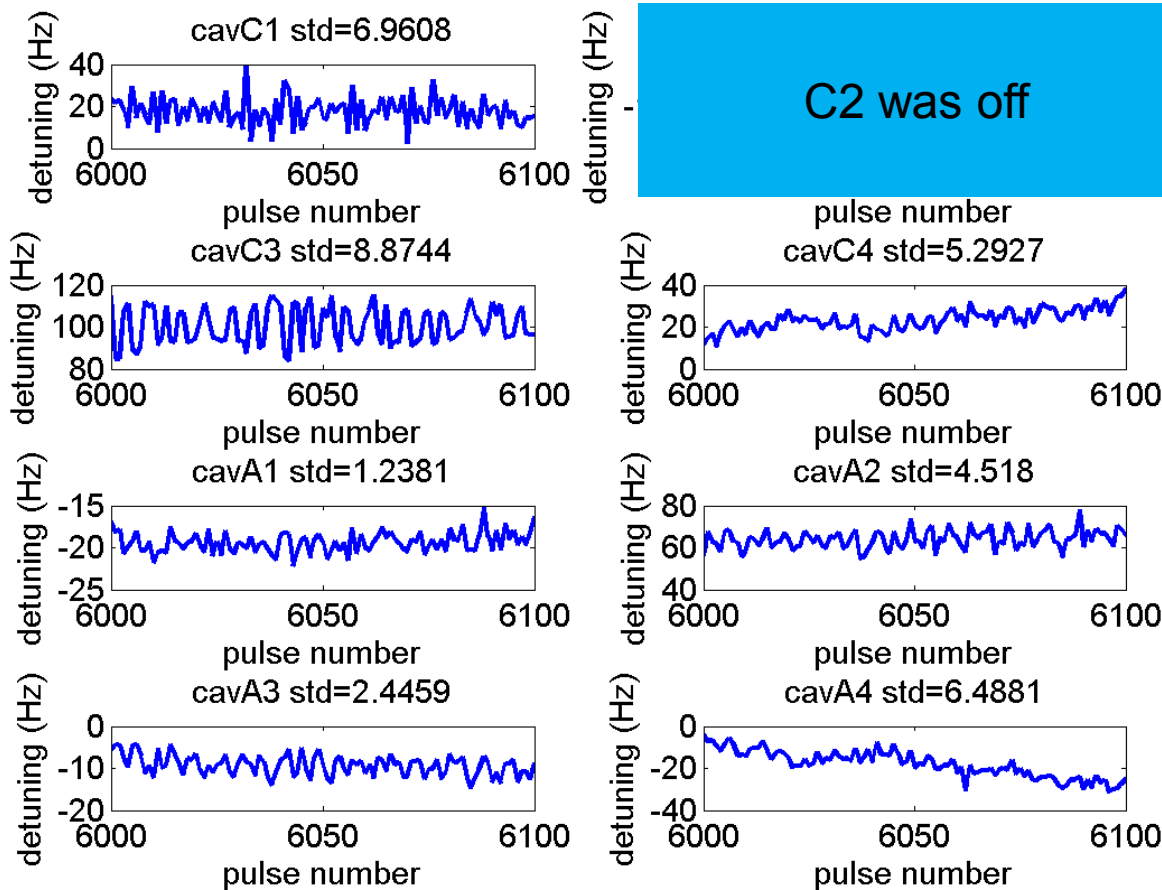 cavC1 std=6.9608
detuning (Hz)
40
20
0
6000 6050 6100
pulse number
detuning (Hz)
C2 was off
pulse number
cavC3 std=8.8744
detuning (Hz)
120
100
80
6000 6050 6100
pulse number
cavC4 std=5.2927
detuning (Hz)
40
20
0
6000 6050 6100
pulse number
cavA1 std=1.2381
detuning (Hz)
-15
-20
-25
6000 6050 6100
pulse number
cavA2 std=4.518
detuning (Hz)
80
60
40
6000 6050 6100
pulse number
cavA3 std=2.4459
detuning (Hz)
0
-10
-20
6000 6050 6100
pulse number
cavA4 std=6.4881
detuning (Hz)
0
-20
-40
6000 6050 6100
pulse number